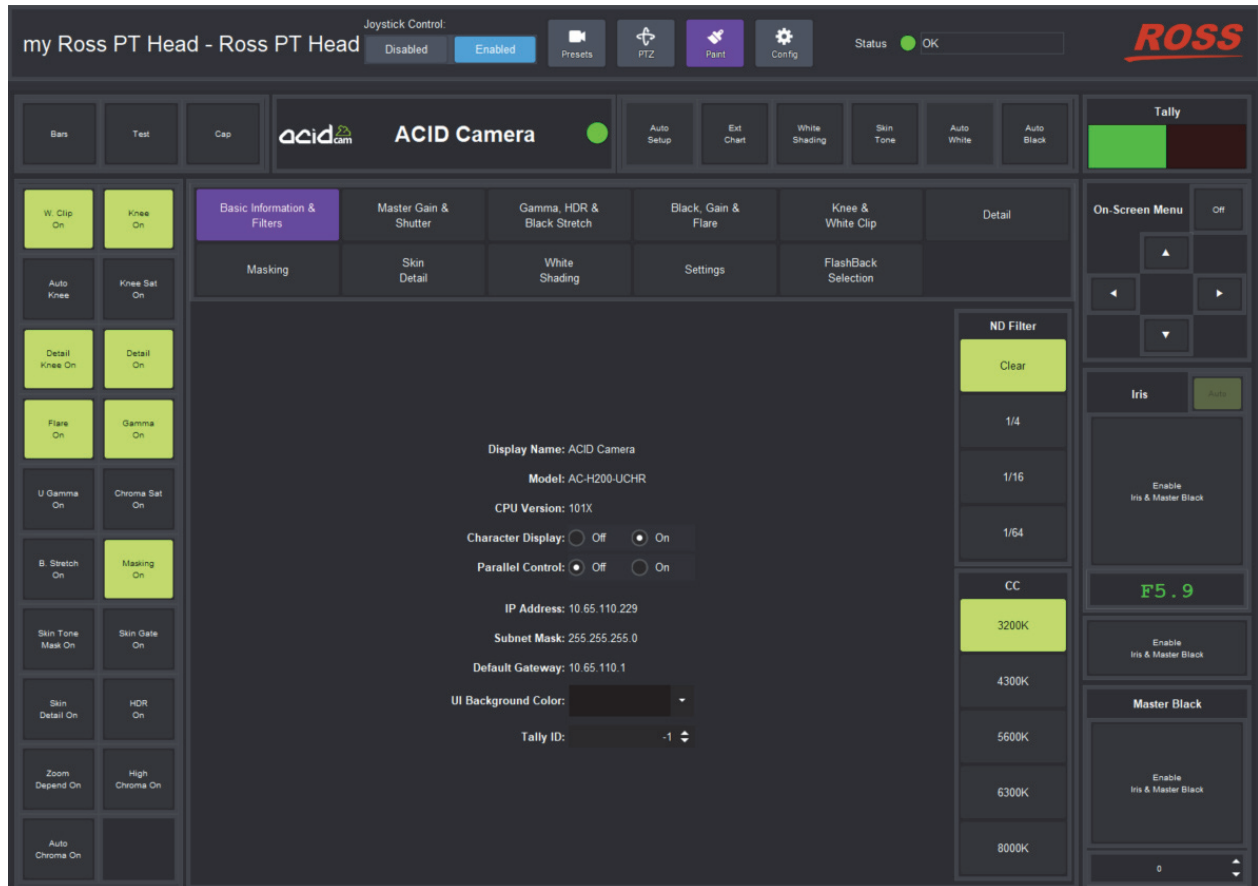 my Ross PT Head - Ross PT Head
Joystick Control:
Disabled
Enabled
Presets
PTZ
Paint
Config
Status
OK
ROSS
Bars
Test
Cap
acid
cam
ACID Camera
Auto
Setup
Ext
Chart
White
Shading
Skin
Tone
Auto
White
Auto
Black
Tally
W. Clip
On
Knee
On
Auto
Knee
Knee Sat
On
Detail
Knee On
Detail
On
Flare
On
Gamma
On
U Gamma
On
Chroma Sat
On
B. Stretch
On
Masking
On
Skin Tone
Mask On
Skin Gate
On
Skin
Detail On
HDR
On
Zoom
Depend On
High
Chroma On
Auto
Chroma On
Basic Information &
Filters
Master Gain &
Shutter
Gamma, HDR &
Black Stretch
Black, Gain &
Flare
Knee &
White Clip
Detail
Masking
Skin
Detail
White
Shading
Settings
FlashBack
Selection
Display Name: ACID Camera
Model: AC-H200-UCHR
CPU Version: 101X
Character Display: Off On
Parallel Control: Off On
IP Address: 10.65.110.229
Subnet Mask: 255.255.255.0
Default Gateway: 10.65.110.1
UI Background Color:
Tally ID: -1
ND Filter
Clear
1/4
1/16
1/64
CC
3200K
4300K
5600K
6300K
8000K
On-Screen Menu
Off
Iris
Auto
Enable
Iris & Master Black
F5.9
Enable
Iris & Master Black
Master Black
Enable
Iris & Master Black
0